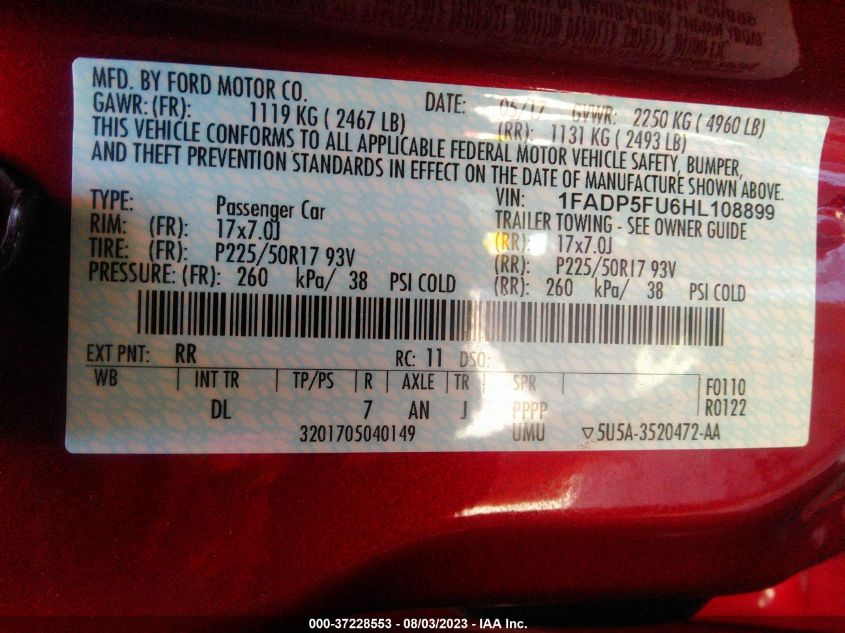 MFD. BY FORD MOTOR CO.
DATE: 05/17 GVWR: 2250 KG ( 4960 LB)
GAWR: (FR): 1119 KG ( 2467 LB) (RR): 1131 KG ( 2493 LB)
THIS VEHICLE CONFORMS TO ALL APPLICABLE FEDERAL MOTOR VEHICLE SAFETY, BUMPER,
AND THEFT PREVENTION STANDARDS IN EFFECT ON THE DATE OF MANUFACTURE SHOWN ABOVE.
VIN: 1FADP5FU6HL108899
TYPE: Passenger Car TRAILER TOWING - SEE OWNER GUIDE
RIM: (FR): 17x7.0J (RR): 17x7.0J
TIRE: (FR): P225/50R17 93V (RR): P225/50R17 93V
PRESSURE: (FR): 260 kPa/ 38 PSI COLD (RR): 260 kPa/ 38 PSI COLD
EXT PNT: RR RC: 11 DSO:
WB INT TR TP/PS R AXLE TR SPR F0110
DL 7 AN J PPPP R0122
3201705040149 UMU ▽5U5A-3520472-AA
000-37228553 - 08/03/2023 - IAAI Inc.